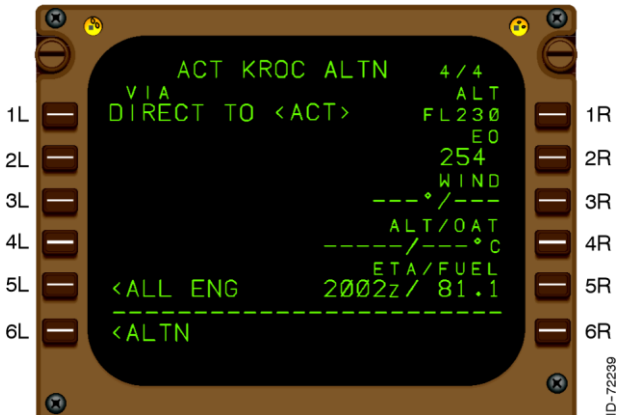 ACT KROC ALTN 4/4
VIA ALT
1L DIRECT TO <ACT> FL230 1R
EO
2L 254 2R
WIND
3L ---°/--- 3R
ALT/OAT
4L -----/---°C 4R
ETA/FUEL
5L <ALL ENG 2002z/ 81.1 5R
------------------------
6L <ALTN 6R
ID-72239